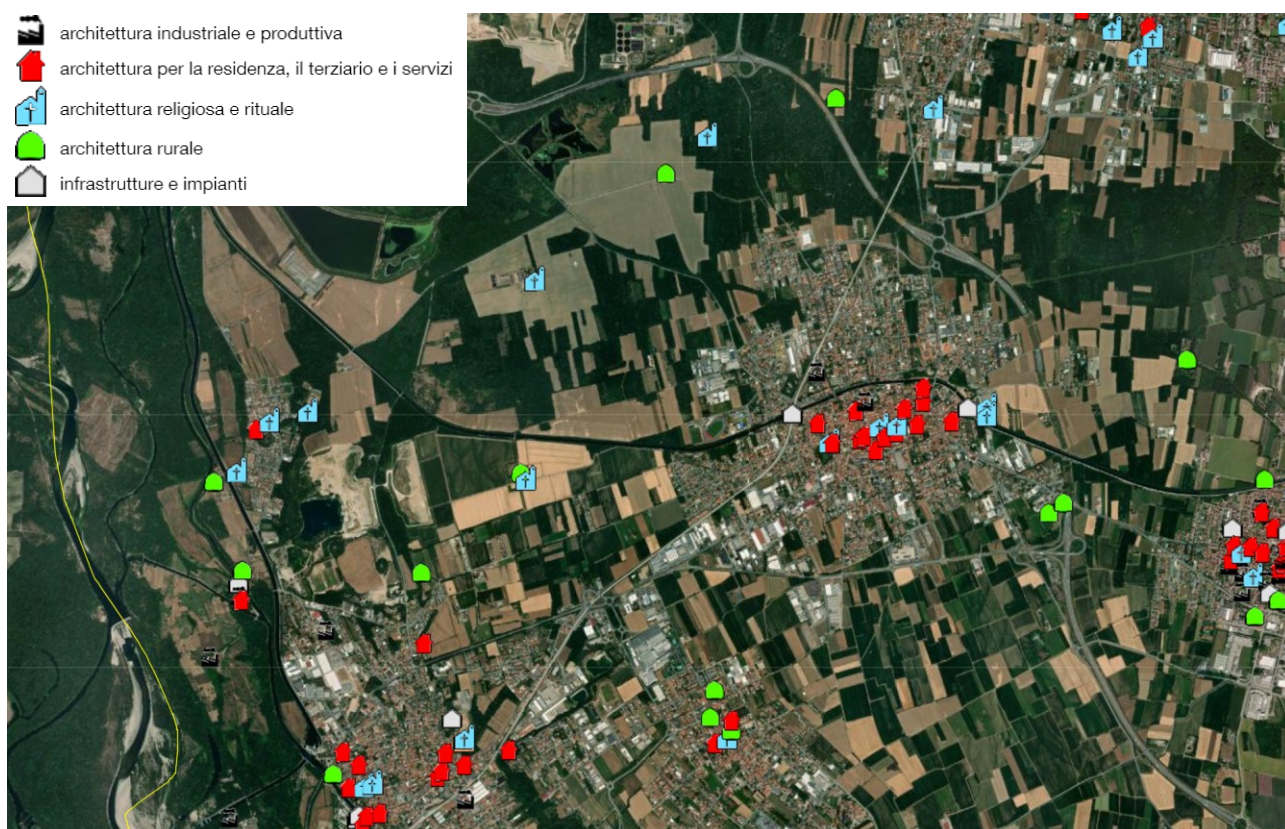 architettura industriale e produttiva
architettura per la residenza, il terziario e i servizi
architettura religiosa e rituale
architettura rurale
infrastrutture e impianti